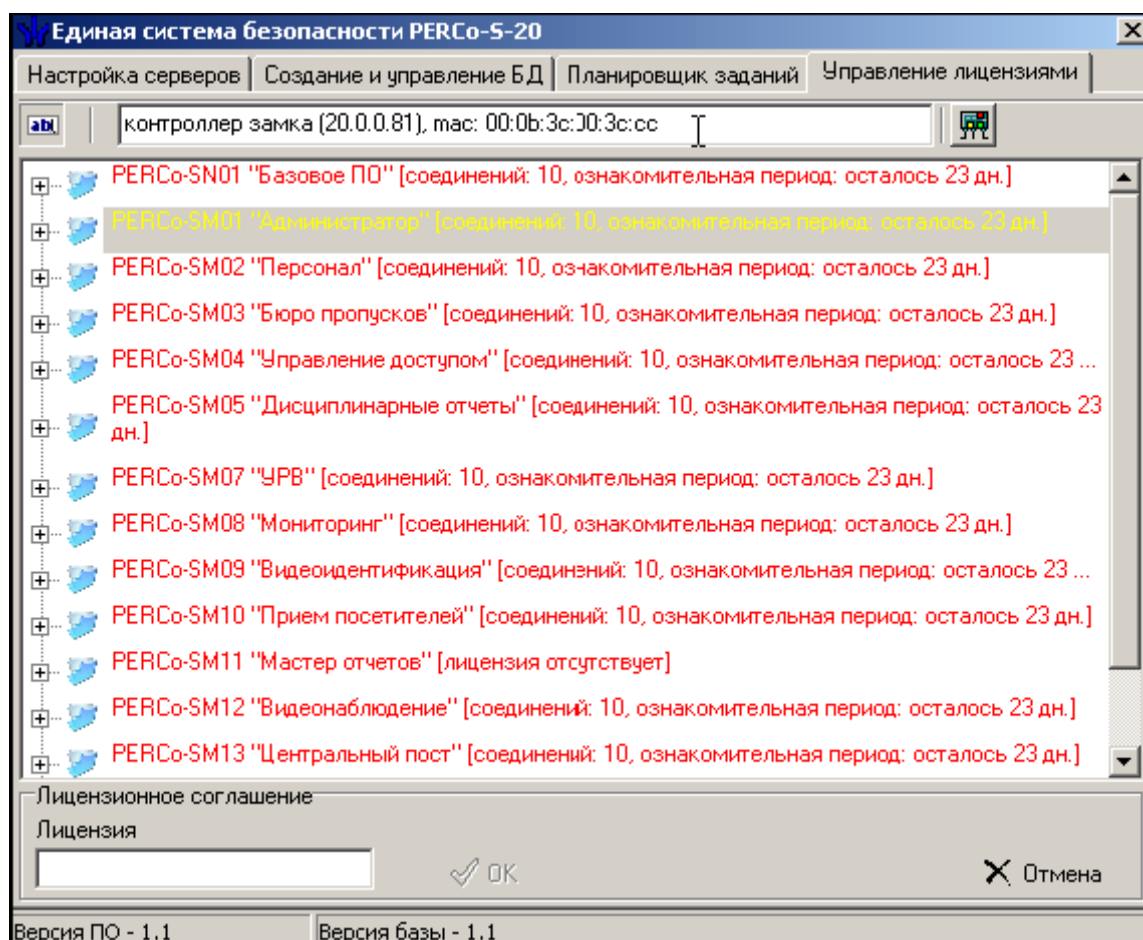 Единая система безопасности PERCo-S-20
Настройка серверов Создание и управление БД Планировщик заданий Управление лицензиями
ab контроллер замка (20.0.0.81), mac: 00:0b:3c:00:3c:cc
PERCo-SN01 "Базовое ПО" [соединений: 10, ознакомительная период: осталось 23 дн.]
PERCo-SM01 "Администратор" [соединений: 10, ознакомительная период: осталось 23 дн.]
PERCo-SM02 "Персонал" [соединений: 10, ознакомительная период: осталось 23 дн.]
PERCo-SM03 "Бюро пропусков" [соединений: 10, ознакомительная период: осталось 23 дн.]
PERCo-SM04 "Управление доступом" [соединений: 10, ознакомительная период: осталось 23 ...
PERCo-SM05 "Дисциплинарные отчеты" [соединений: 10, ознакомительная период: осталось 23
дн.]
PERCo-SM07 "УРВ" [соединений: 10, ознакомительная период: осталось 23 дн.]
PERCo-SM08 "Мониторинг" [соединений: 10, ознакомительная период: осталось 23 дн.]
PERCo-SM09 "Видеоидентификация" [соединений: 10, ознакомительная период: осталось 23 ...
PERCo-SM10 "Прием посетителей" [соединений: 10, ознакомительная период: осталось 23 дн.]
PERCo-SM11 "Мастер отчетов" [лицензия отсутствует]
PERCo-SM12 "Видеонаблюдение" [соединений: 10, ознакомительная период: осталось 23 дн.]
PERCo-SM13 "Центральный пост" [соединений: 10, ознакомительная период: осталось 23 дн.]
Лицензионное соглашение
Лицензия
OK Отмена
Версия ПО - 1.1 Версия базы - 1.1